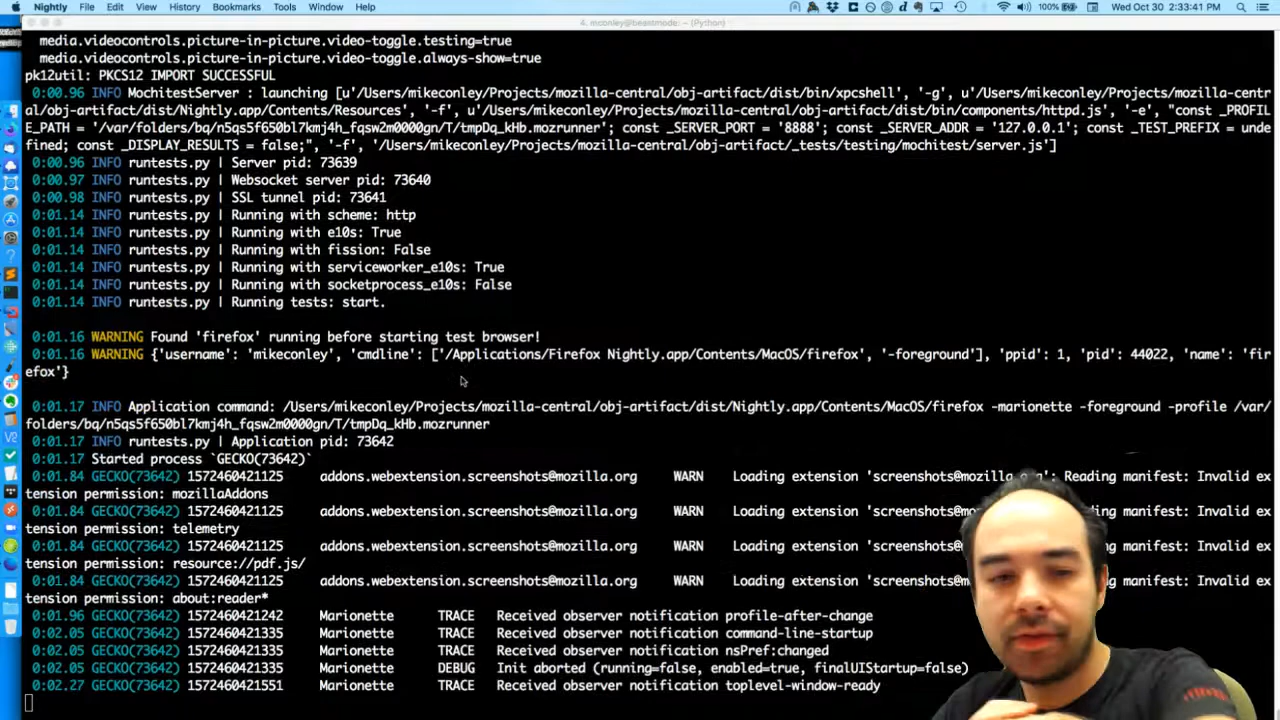 Nightly File Edit View History Bookmarks Tools Window Help 100% Wed Oct 30 2:33:41 PM
4. mconley@beastmode: ~ (Python)
media.videocontrols.picture-in-picture.video-toggle.testing=true
media.videocontrols.picture-in-picture.video-toggle.always-show=true
pk12util: PKCS12 IMPORT SUCCESSFUL
0:00.96 INFO MochitestServer : launching [u'/Users/mikeconley/Projects/mozilla-central/obj-artifact/dist/bin/xpcshell', '-g', u'/Users/mikeconley/Projects/mozilla-centr
al/obj-artifact/dist/Nightly.app/Contents/Resources', '-f', u'/Users/mikeconley/Projects/mozilla-central/obj-artifact/dist/bin/components/httpd.js', '-e', "const _PROFIL
E_PATH = '/var/folders/bq/n5qs5f650bl7kmj4h_fqsw2m0000gn/T/tmpDq_kHb.mozrunner'; const _SERVER_PORT = '8888'; const _SERVER_ADDR = '127.0.0.1'; const _TEST_PREFIX = unde
fined; const _DISPLAY_RESULTS = false;", '-f', '/Users/mikeconley/Projects/mozilla-central/obj-artifact/_tests/testing/mochitest/server.js']
0:00.96 INFO runtests.py | Server pid: 73639
0:00.97 INFO runtests.py | Websocket server pid: 73640
0:00.98 INFO runtests.py | SSL tunnel pid: 73641
0:01.14 INFO runtests.py | Running with scheme: http
0:01.14 INFO runtests.py | Running with e10s: True
0:01.14 INFO runtests.py | Running with fission: False
0:01.14 INFO runtests.py | Running with serviceworker_e10s: True
0:01.14 INFO runtests.py | Running with socketprocess_e10s: False
0:01.14 INFO runtests.py | Running tests: start.
0:01.16 WARNING Found 'firefox' running before starting test browser!
0:01.16 WARNING {'username': 'mikeconley', 'cmdline': ['/Applications/Firefox Nightly.app/Contents/MacOS/firefox', '-foreground'], 'ppid': 1, 'pid': 44022, 'name': 'fir
efox'}
0:01.17 INFO Application command: /Users/mikeconley/Projects/mozilla-central/obj-artifact/dist/Nightly.app/Contents/MacOS/firefox -marionette -foreground -profile /var/
folders/bq/n5qs5f650bl7kmj4h_fqsw2m0000gn/T/tmpDq_kHb.mozrunner
0:01.17 INFO runtests.py | Application pid: 73642
0:01.17 Started process `GECKO(73642)`
0:01.84 GECKO(73642) 1572460421125 addons.webextension.screenshots@mozilla.org WARN Loading extension 'screenshots@mozilla.org': Reading manifest: Invalid ex
tension permission: mozillaAddons
0:01.84 GECKO(73642) 1572460421125 addons.webextension.screenshots@mozilla.org WARN Loading extension 'screenshots@mozilla manifest: Invalid ex
tension permission: telemetry
0:01.84 GECKO(73642) 1572460421125 addons.webextension.screenshots@mozilla.org WARN Loading extension 'screenshots@ manifest: Invalid ex
tension permission: resource://pdf.js/
0:01.84 GECKO(73642) 1572460421125 addons.webextension.screenshots@mozilla.org WARN Loading extension 'screenshots@ manifest: Invalid ex
tension permission: about:reader*
0:01.96 GECKO(73642) 1572460421242 Marionette TRACE Received observer notification profile-after-change
0:02.05 GECKO(73642) 1572460421335 Marionette TRACE Received observer notification command-line-startup
0:02.05 GECKO(73642) 1572460421335 Marionette TRACE Received observer notification nsPref:changed
0:02.05 GECKO(73642) 1572460421335 Marionette DEBUG Init aborted (running=false, enabled=true, finalUIStartup=false)
0:02.27 GECKO(73642) 1572460421551 Marionette TRACE Received observer notification toplevel-window-ready